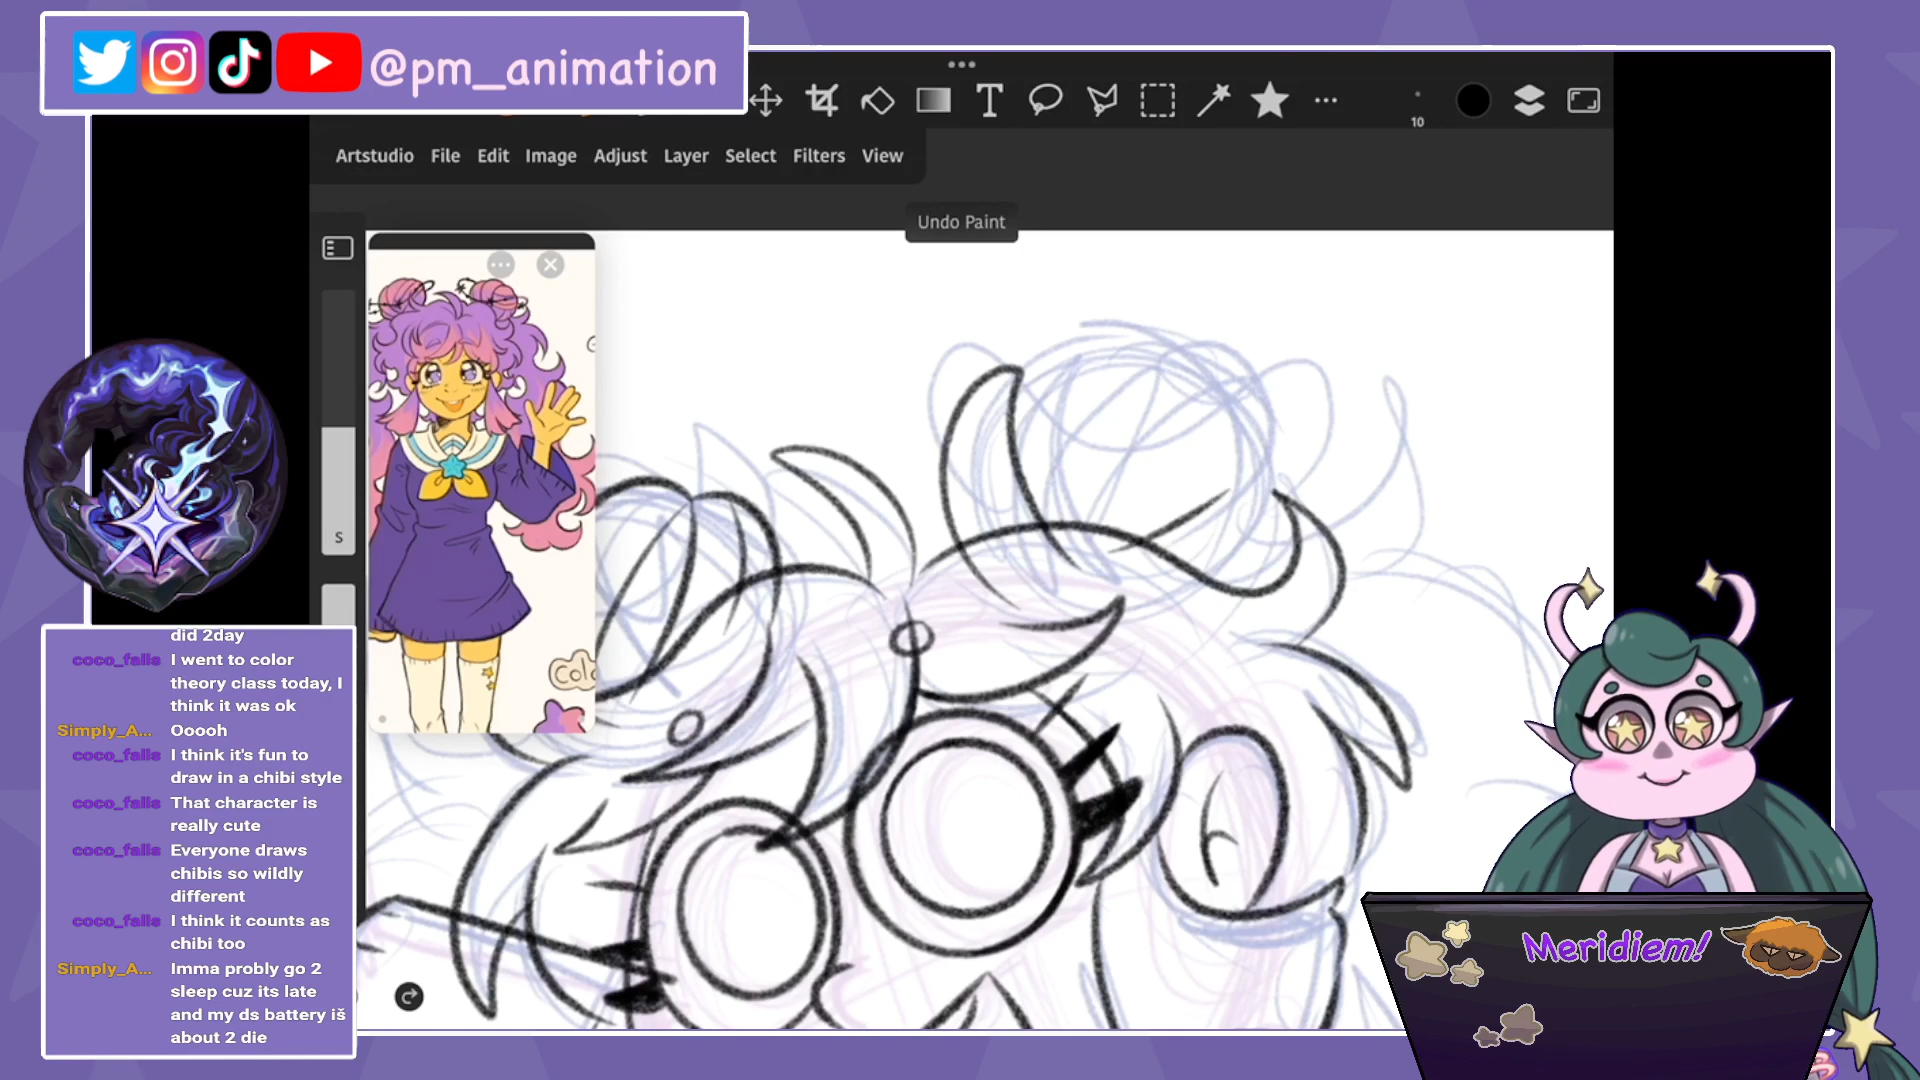 @pm_animation
10
Artstudio File Edit Image Adjust Layer Select Filters View
Undo Paint
S
did 2day
coco_falls I went to color
theory class today, I
think it was ok
Simply_A... Ooooh
coco_falls I think it's fun to
draw in a chibi style
coco_falls That character is
really cute
coco_falls Everyone draws
chibis so wildly
different
coco_falls I think it counts as
chibi too
Simply_A... Imma probly go 2
sleep cuz its late
and my ds battery is
about 2 die
Meridiem!